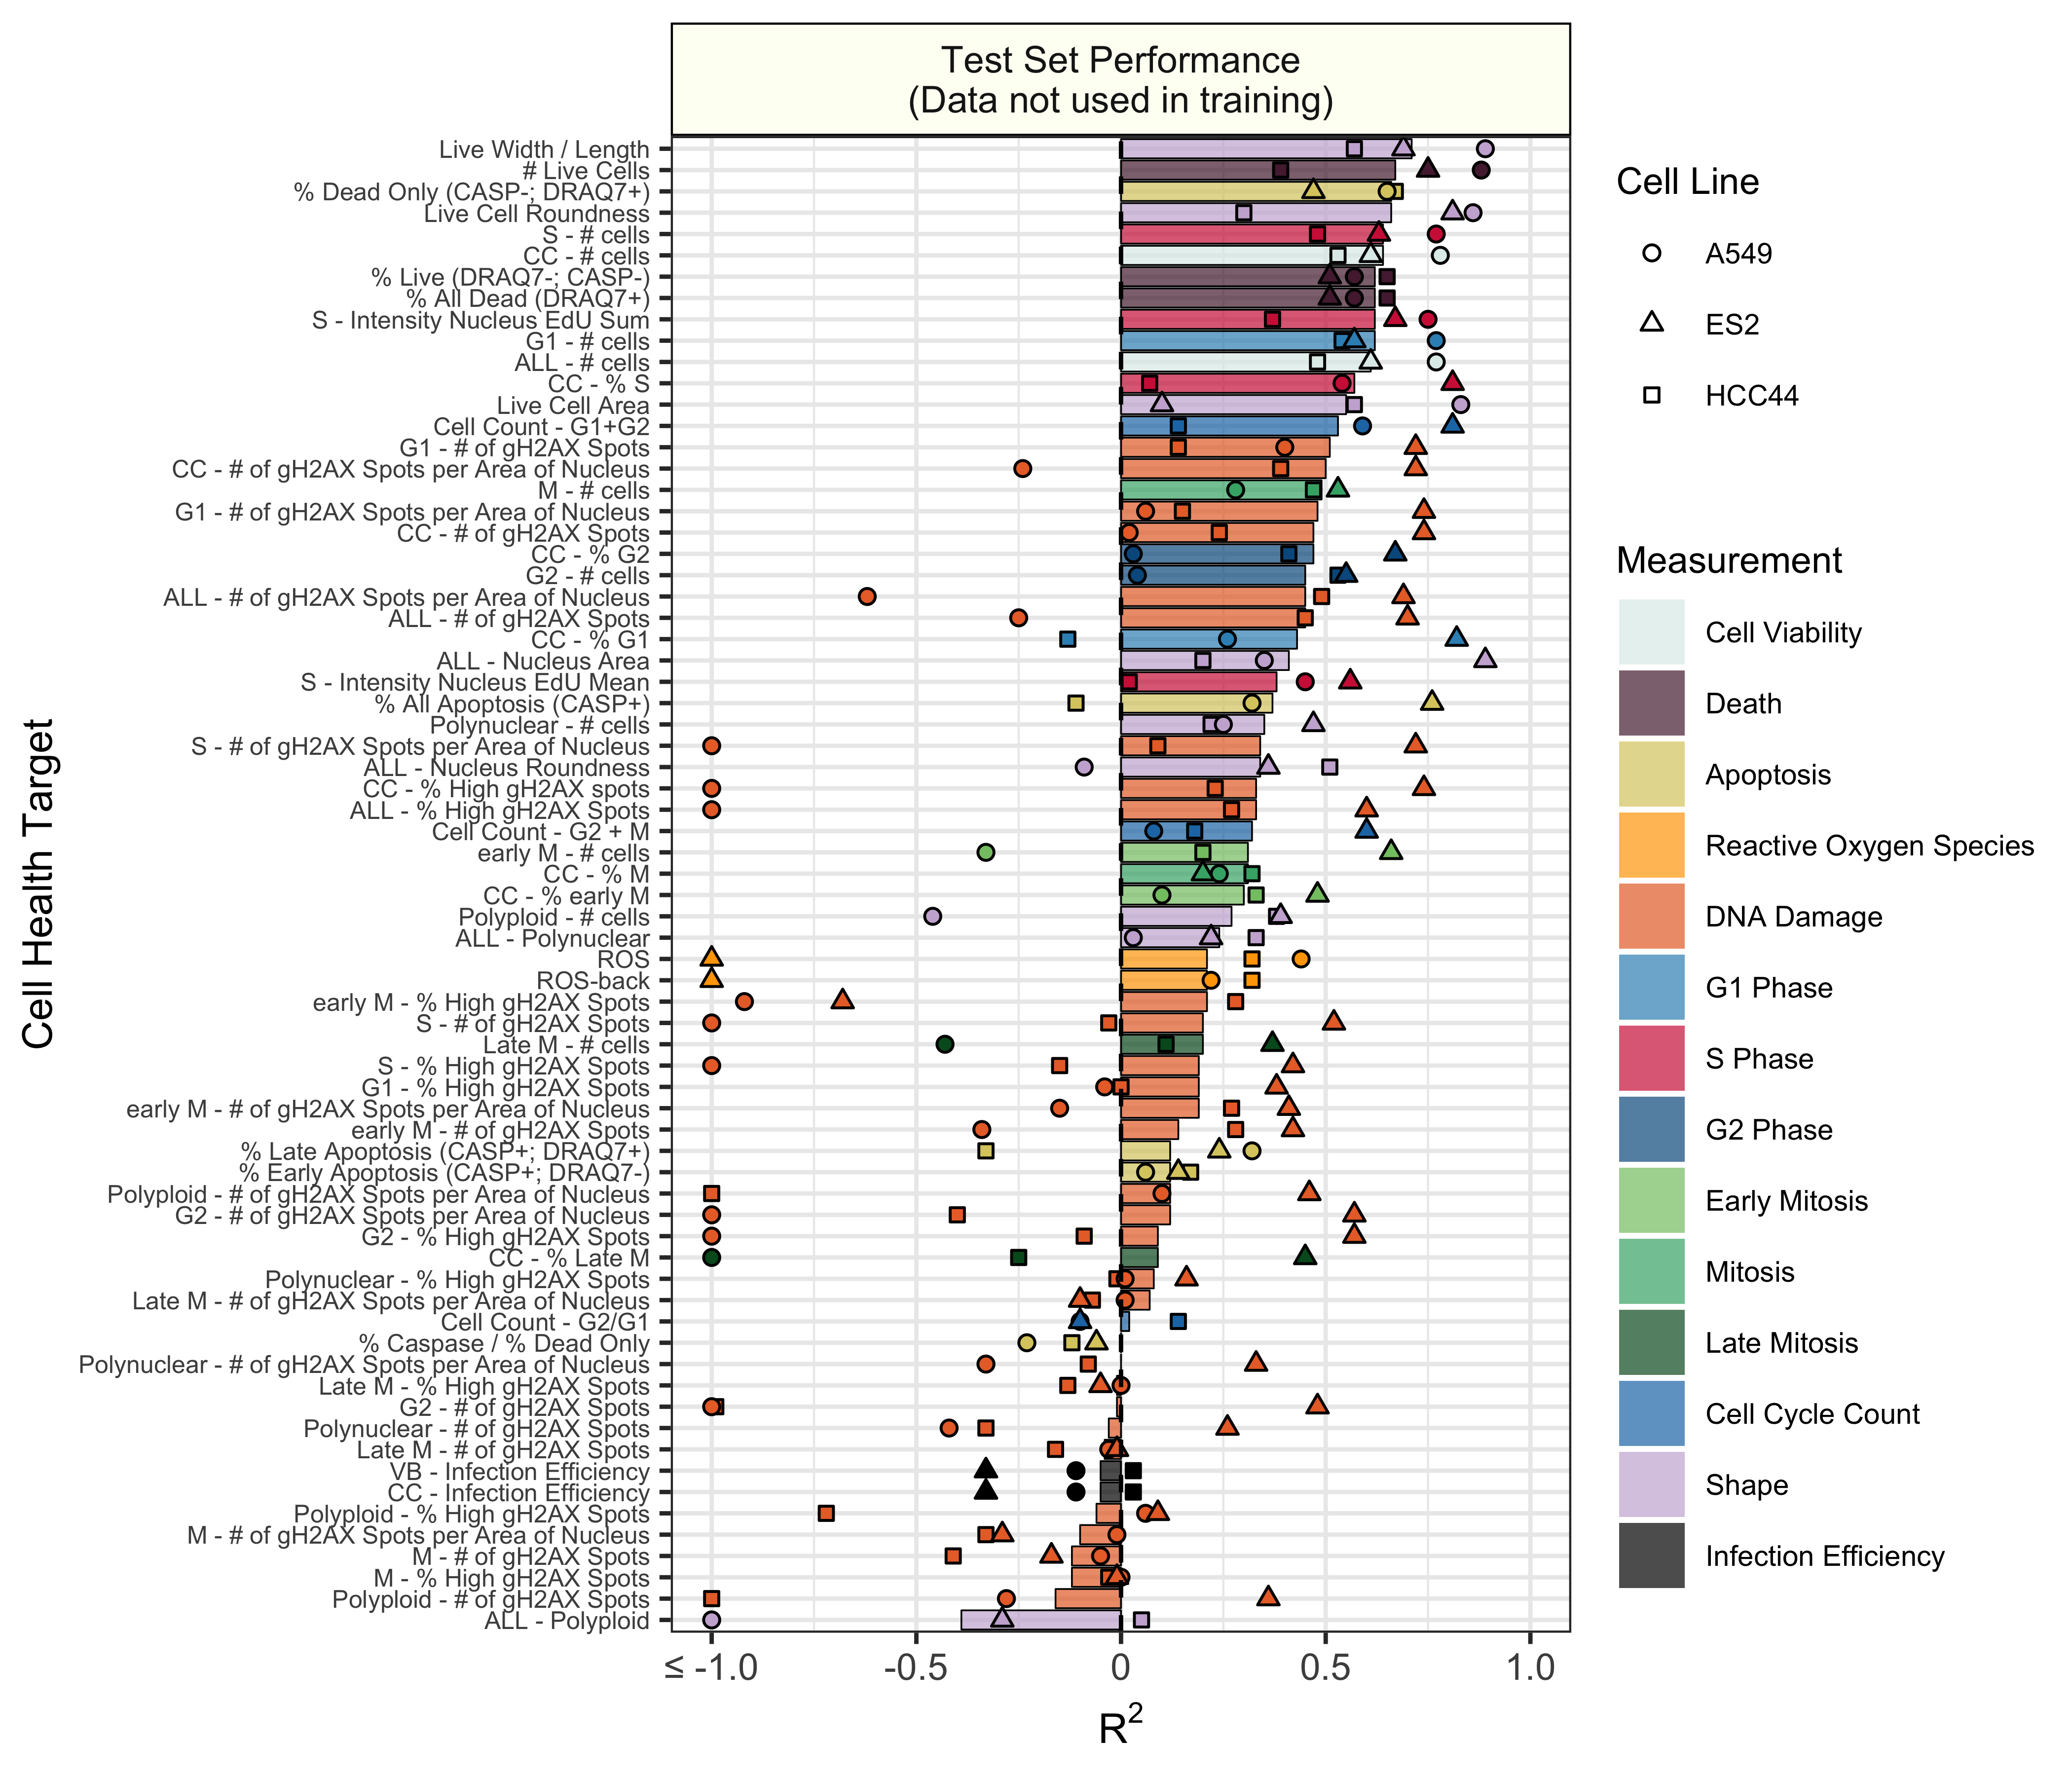 Test Set Performance
(Data not used in training)
Cell Health Target
Live Width / Length
# Live Cells
% Dead Only (CASP-; DRAQ7+)
Live Cell Roundness
S - # cells
CC - # cells
% Live (DRAQ7-; CASP-)
% All Dead (DRAQ7+)
S - Intensity Nucleus EdU Sum
G1 - # cells
ALL - # cells
CC - % S
Live Cell Area
Cell Count - G1+G2
G1 - # of gH2AX Spots
CC - # of gH2AX Spots per Area of Nucleus
M - # cells
G1 - # of gH2AX Spots per Area of Nucleus
CC - # of gH2AX Spots
CC - % G2
G2 - # cells
ALL - # of gH2AX Spots per Area of Nucleus
ALL - # of gH2AX Spots
CC - % G1
ALL - Nucleus Area
S - Intensity Nucleus EdU Mean
% All Apoptosis (CASP+)
Polynuclear - # cells
S - # of gH2AX Spots per Area of Nucleus
ALL - Nucleus Roundness
CC - % High gH2AX spots
ALL - % High gH2AX Spots
Cell Count - G2 + M
early M - # cells
CC - % M
CC - % early M
Polyploid - # cells
ALL - Polynuclear
ROS
ROS-back
early M - % High gH2AX Spots
S - # of gH2AX Spots
Late M - # cells
S - % High gH2AX Spots
G1 - % High gH2AX Spots
early M - # of gH2AX Spots per Area of Nucleus
early M - # of gH2AX Spots
% Late Apoptosis (CASP+; DRAQ7+)
% Early Apoptosis (CASP+; DRAQ7-)
Polyploid - # of gH2AX Spots per Area of Nucleus
G2 - # of gH2AX Spots per Area of Nucleus
G2 - % High gH2AX Spots
CC - % Late M
Polynuclear - % High gH2AX Spots
Late M - # of gH2AX Spots per Area of Nucleus
Cell Count - G2/G1
% Caspase / % Dead Only
Polynuclear - # of gH2AX Spots per Area of Nucleus
Late M - % High gH2AX Spots
G2 - # of gH2AX Spots
Polynuclear - # of gH2AX Spots
Late M - # of gH2AX Spots
VB - Infection Efficiency
CC - Infection Efficiency
Polyploid - % High gH2AX Spots
M - # of gH2AX Spots per Area of Nucleus
M - # of gH2AX Spots
M - % High gH2AX Spots
Polyploid - # of gH2AX Spots
ALL - Polyploid
≤ -1.0 -0.5 0 0.5 1.0
R²
Cell Line
A549
ES2
HCC44
Measurement
Cell Viability
Death
Apoptosis
Reactive Oxygen Species
DNA Damage
G1 Phase
S Phase
G2 Phase
Early Mitosis
Mitosis
Late Mitosis
Cell Cycle Count
Shape
Infection Efficiency